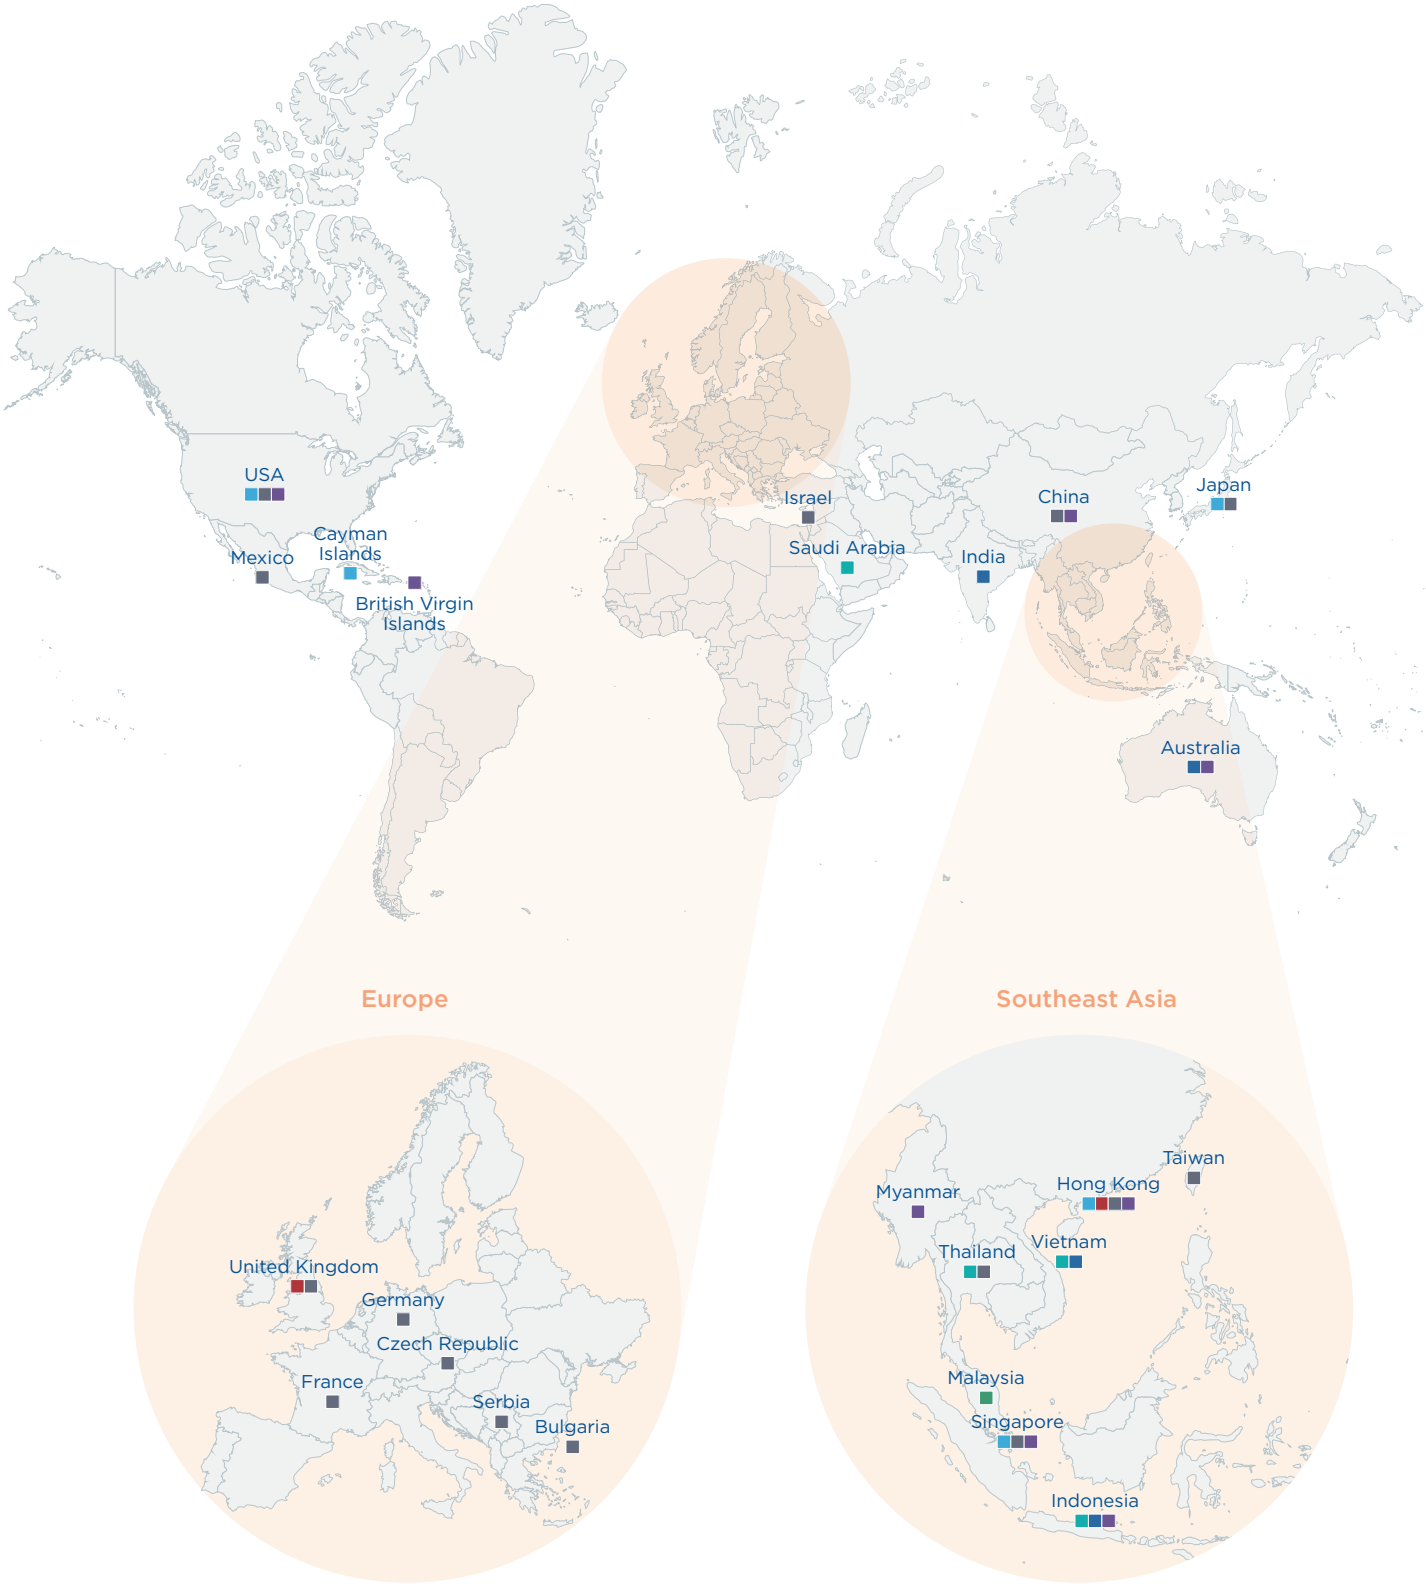 USA
Cayman
Islands
Mexico
British Virgin
Islands
Israel
Saudi Arabia
China
India
Japan
Australia
Europe
Southeast Asia
United Kingdom
Germany
Czech Republic
France
Serbia
Bulgaria
Taiwan
Hong Kong
Myanmar
Vietnam
Thailand
Malaysia
Singapore
Indonesia